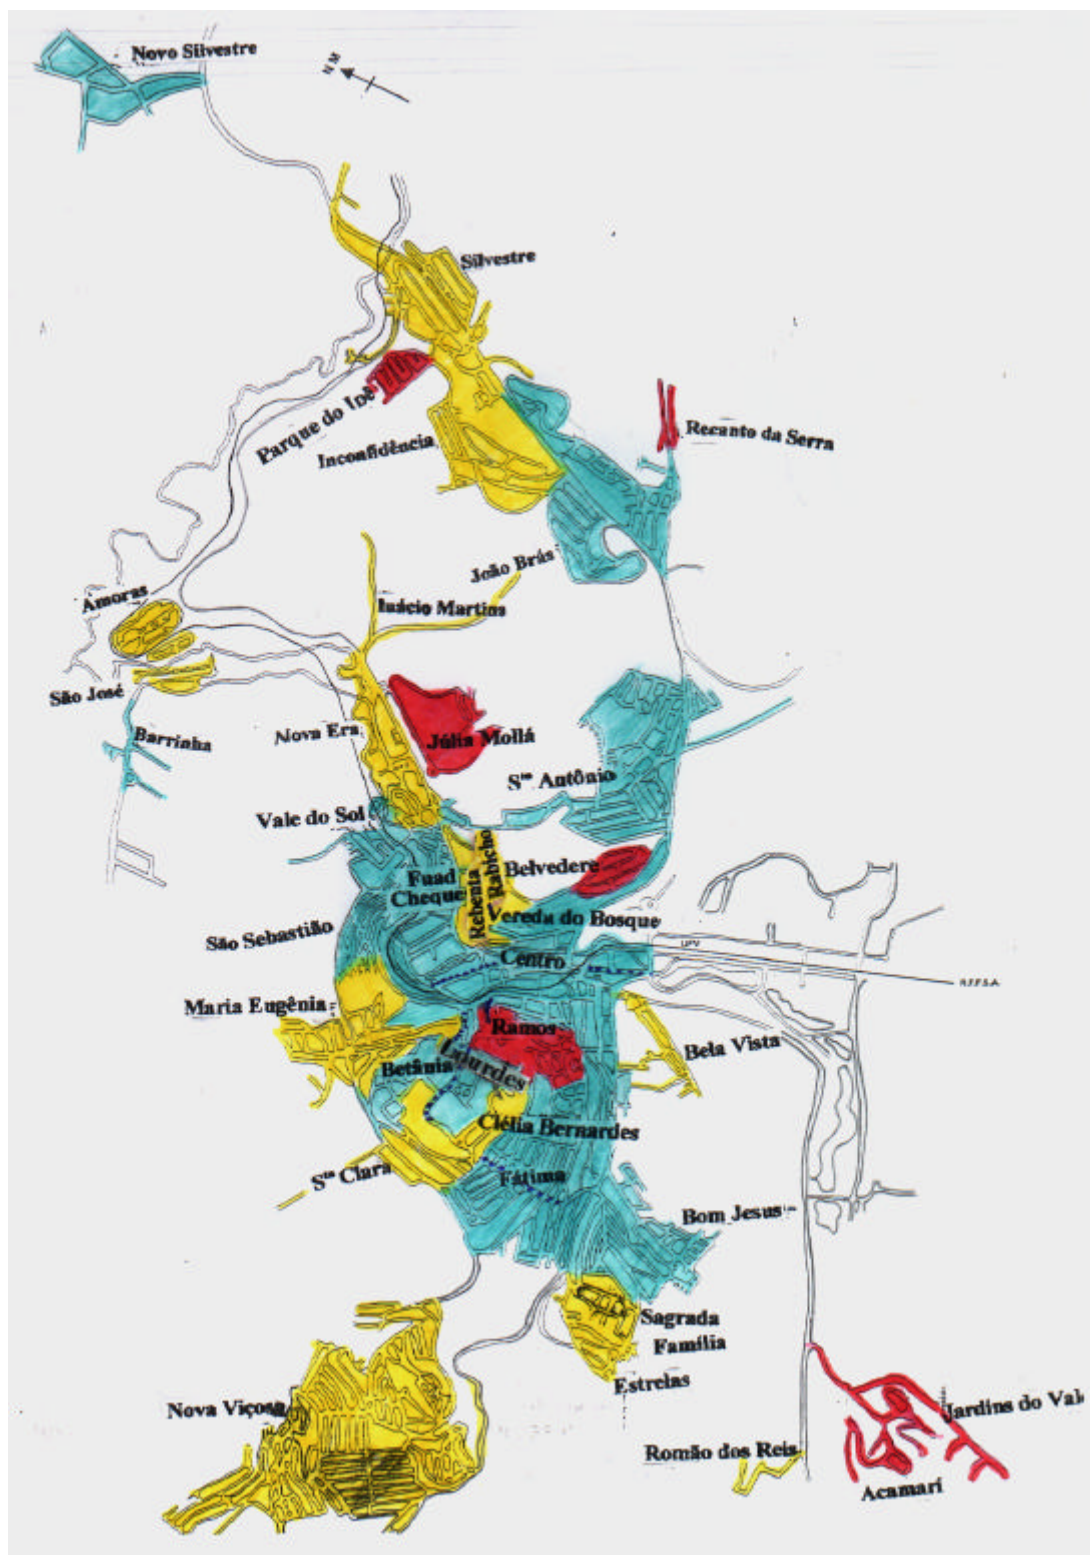 Novo Silvestre
NM
Silvestre
Parque do Ipê
Recanto da Serra
Inconfidência
João Brás
Amoras
Inácio Martins
São José
Nova Era
Barrinha
Júlia Mollá
Sto Antônio
Vale do Sol
Rebenta
Rabicho
Belvedere
Fuad
Cheque
Vereda do Bosque
São Sebastião
UFV
Centro
R.F.F.S.A.
Maria Eugênia
Ramos
Bela Vista
Lourdes
Betânia
Clélia Bernardes
Sta Clara
Fátima
Bom Jesus
Sagrada
Família
Estrelas
Nova Viçosa
Jardins do Val
Romão dos Reis
Acamarí